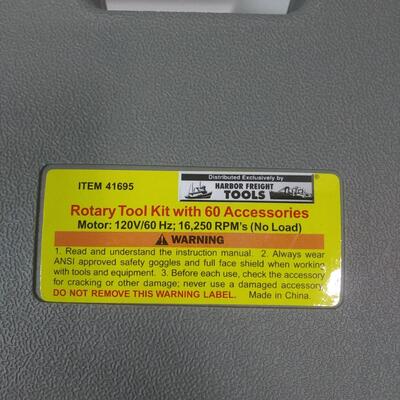 ITEM 41695
Distributed Exclusively by
HARBOR FREIGHT
TOOLS
®
Rotary Tool Kit with 60 Accessories
Motor: 120V/60 Hz; 16,250 RPM's (No Load)
WARNING
1. Read and understand the instruction manual. 2. Always wear
ANSI approved safety goggles and full face shield when working
with tools and equipment. 3. Before each use, check the accessory
for cracking or other damage; never use a damaged accessory.
DO NOT REMOVE THIS WARNING LABEL. Made in China.